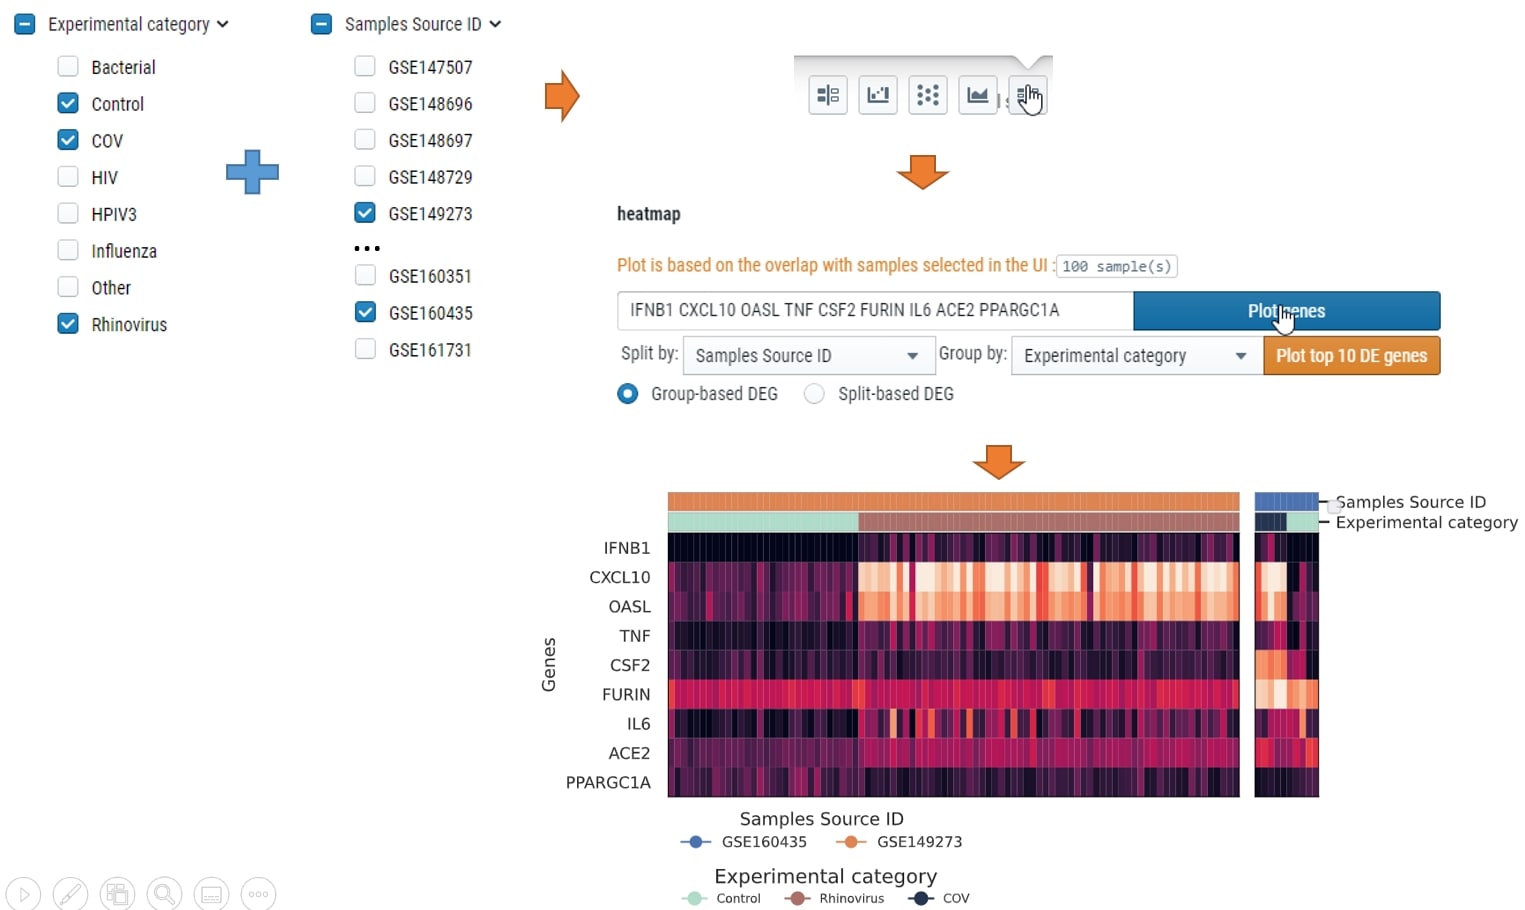 Experimental category
Bacterial
Control
COV
HIV
HPIV3
Influenza
Other
Rhinovirus
Samples Source ID
GSE147507
GSE148696
GSE148697
GSE148729
GSE149273
...
GSE160351
GSE160435
GSE161731
heatmap
Plot is based on the overlap with samples selected in the UI : 100 sample(s)
IFNB1 CXCL10 OASL TNF CSF2 FURIN IL6 ACE2 PPARGC1A
Plot genes
Split by: Samples Source ID Group by: Experimental category Plot top 10 DE genes
Group-based DEG Split-based DEG
Samples Source ID
Experimental category
Genes
IFNB1
CXCL10
OASL
TNF
CSF2
FURIN
IL6
ACE2
PPARGC1A
Samples Source ID
GSE160435 GSE149273
Experimental category
Control Rhinovirus COV